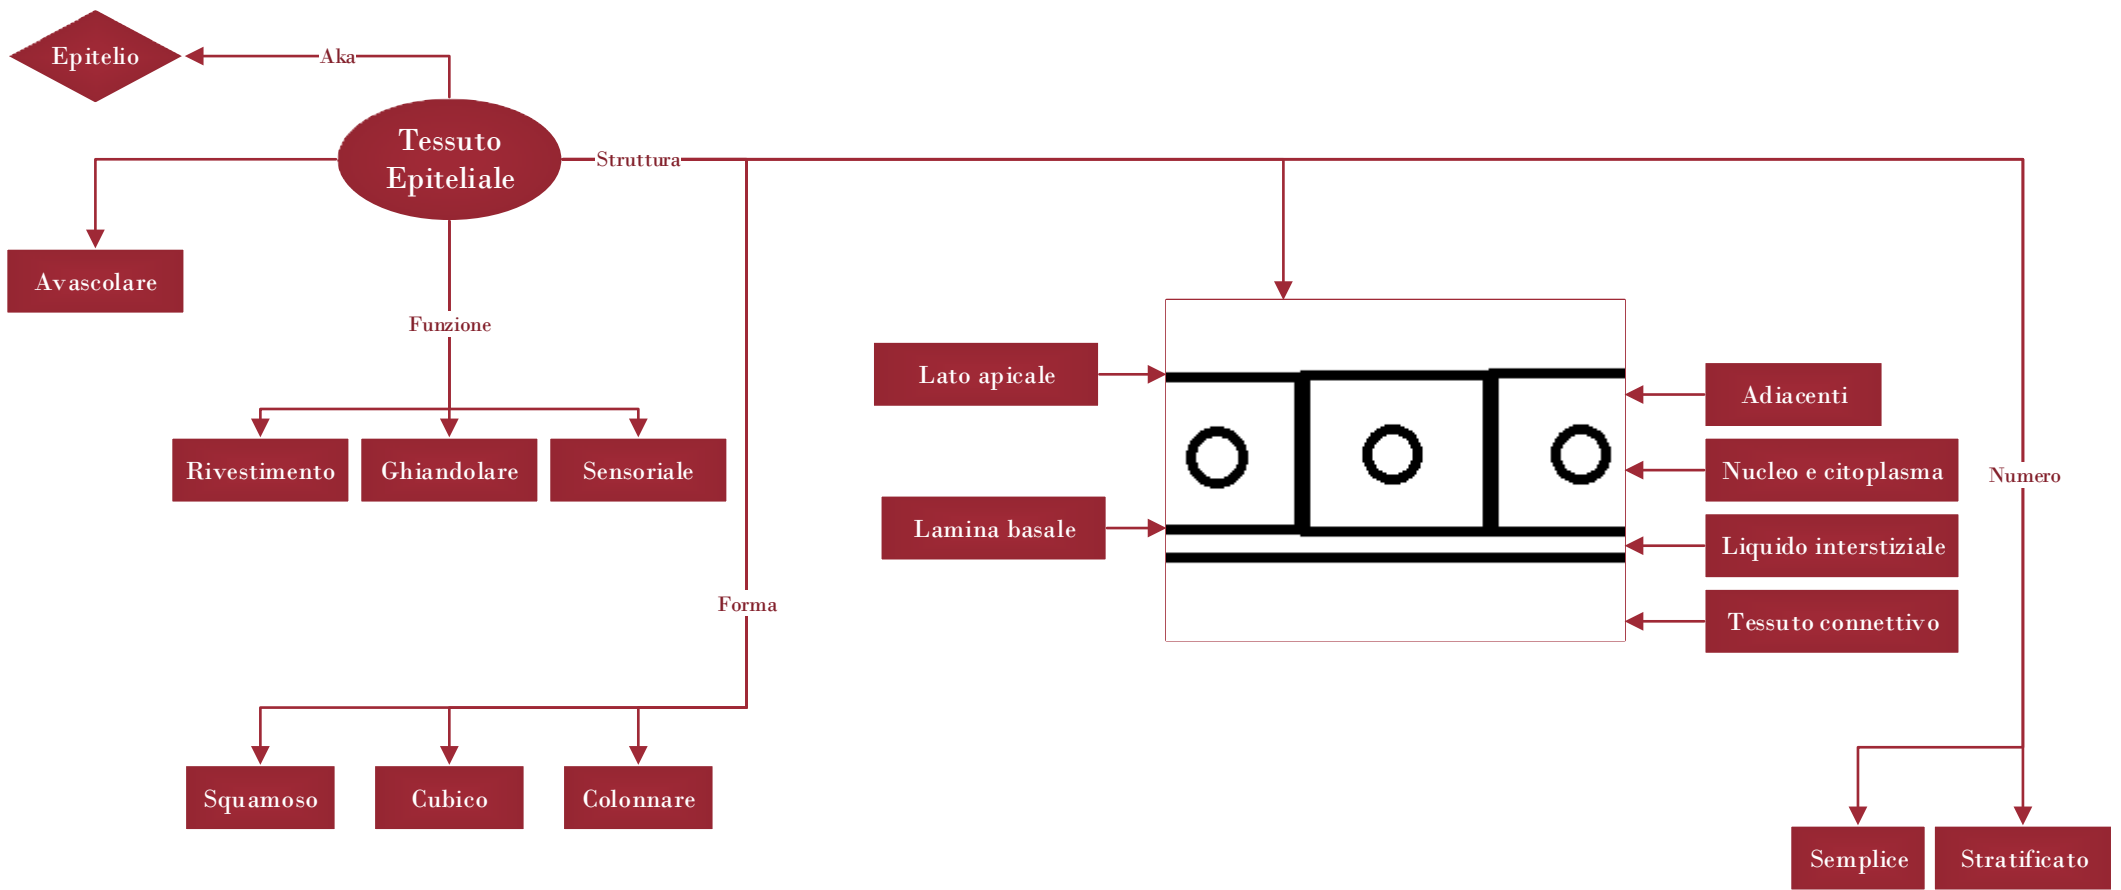 Epitelio
Aka
Tessuto
Epiteliale
Struttura
Avascolare
Funzione
Rivestimento
Ghiandolare
Sensoriale
Forma
Squamoso
Cubico
Colonnare
Lato apicale
Lamina basale
Adiacenti
Nucleo e citoplasma
Liquido interstiziale
Tessuto connettivo
Numero
Semplice
Stratificato